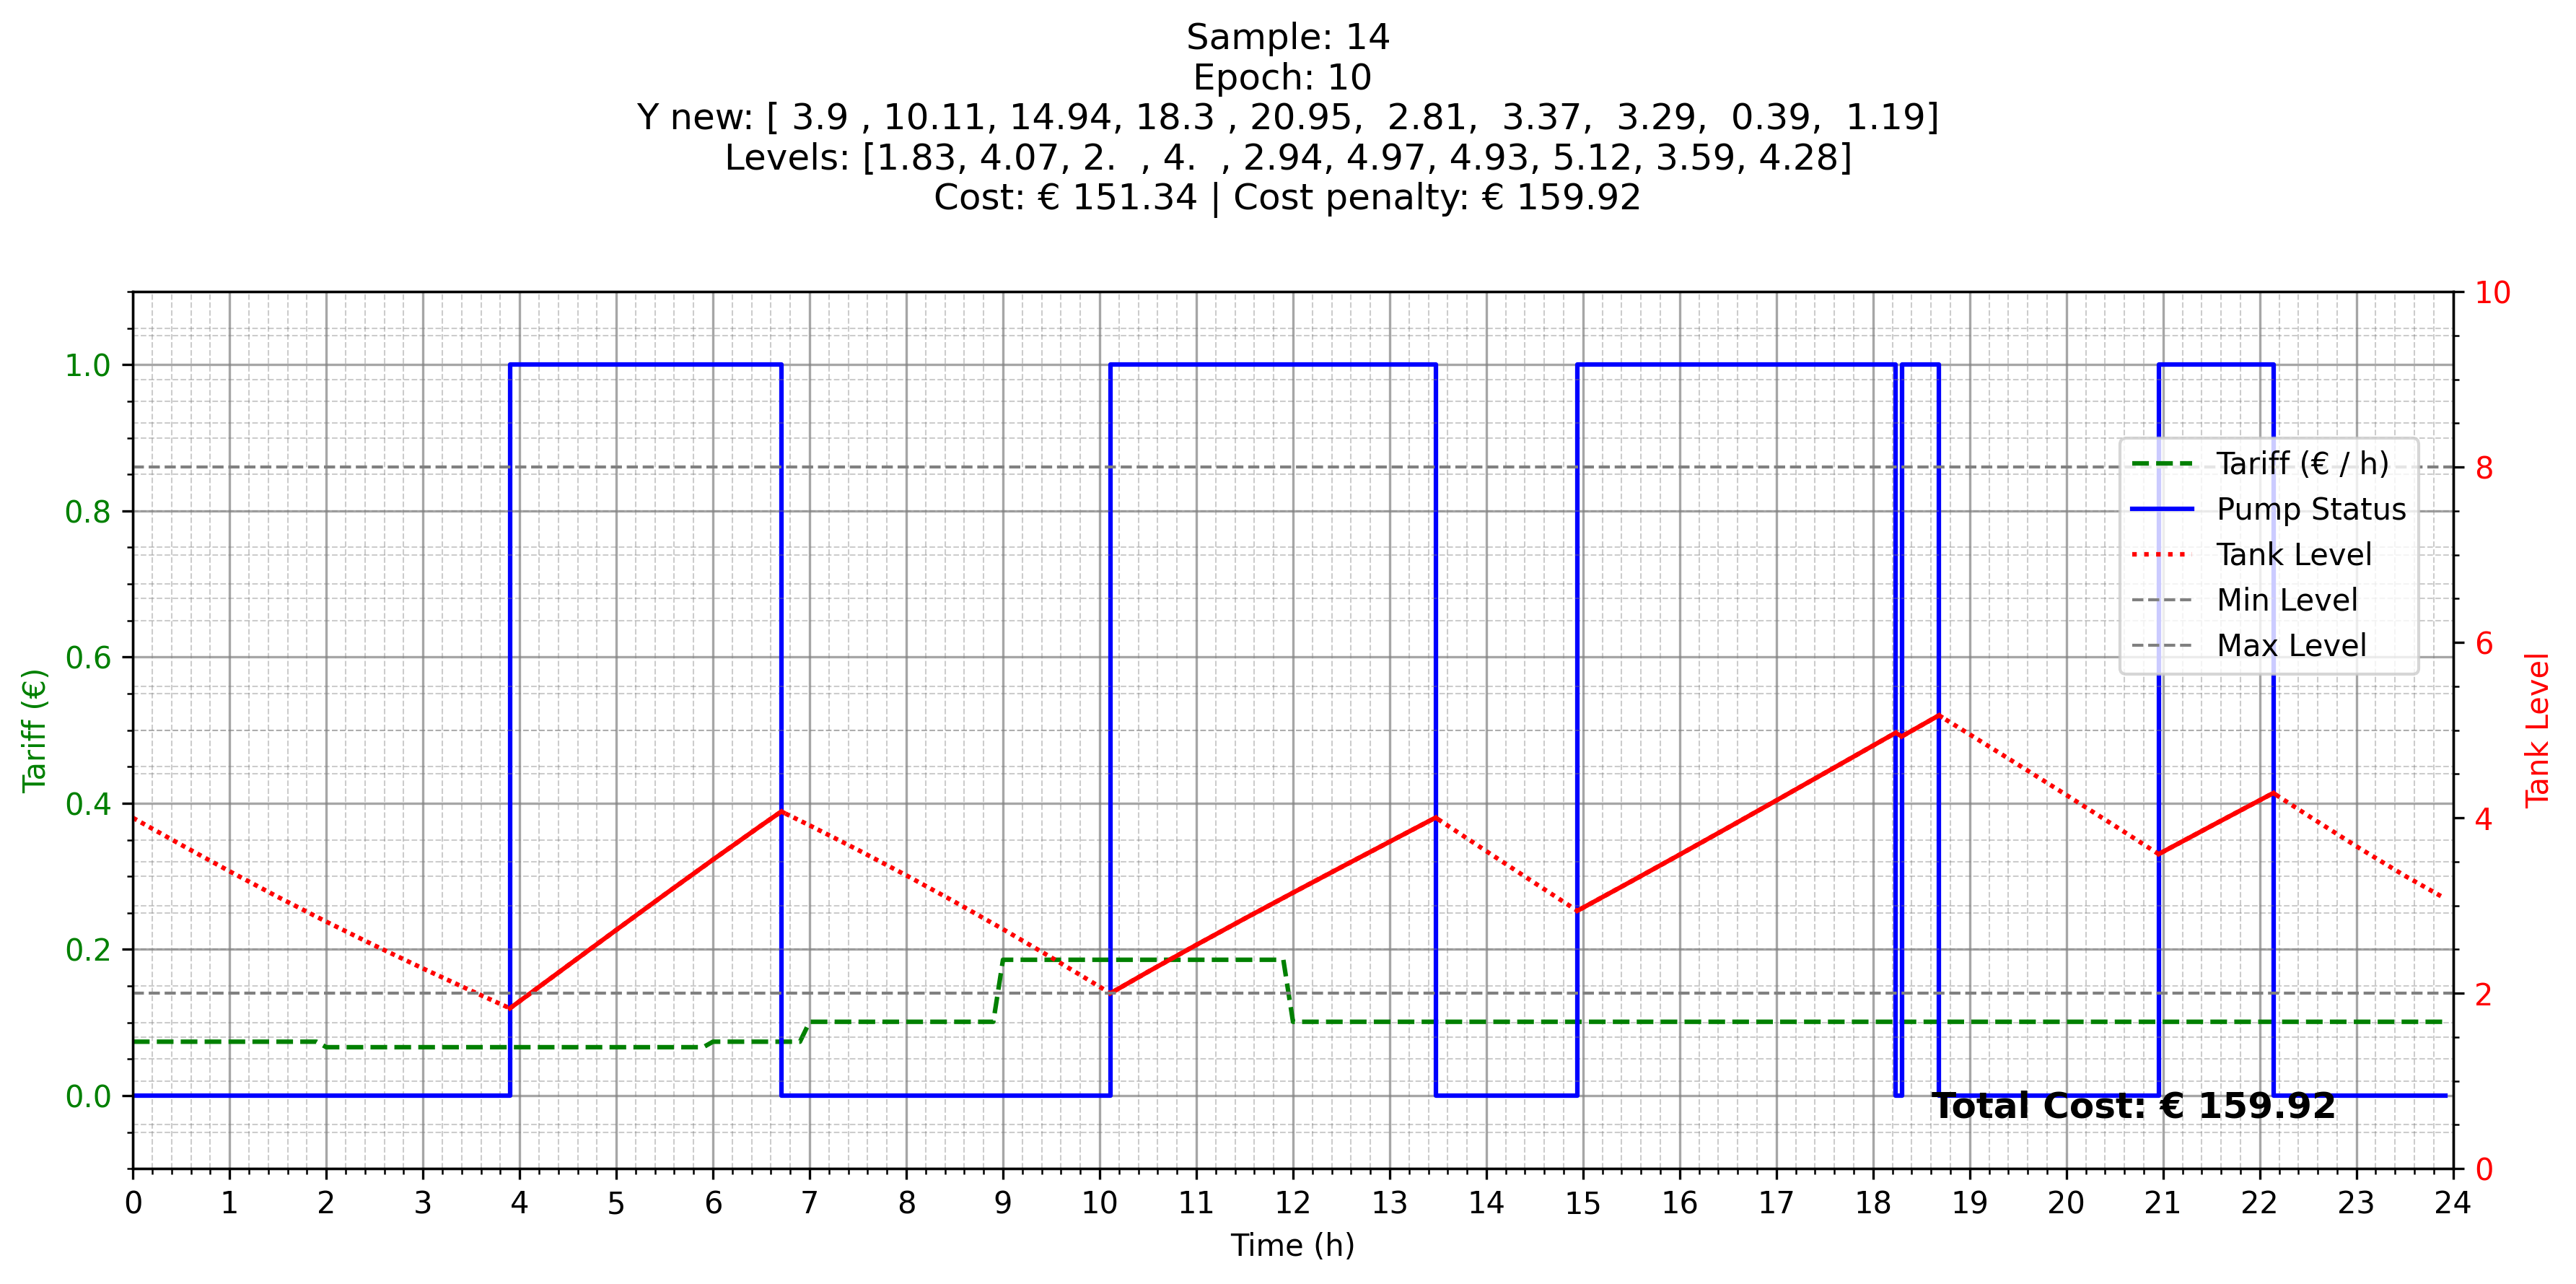 Sample: 14
Epoch: 10
Y new: [ 3.9 , 10.11, 14.94, 18.3 , 20.95,  2.81,  3.37,  3.29,  0.39,  1.19]
Levels: [1.83, 4.07, 2.  , 4.  , 2.94, 4.97, 4.93, 5.12, 3.59, 4.28]
Cost: € 151.34 | Cost penalty: € 159.92
1.0
0.8
0.6
0.4
0.2
0.0
Tariff (€)
10
8
6
4
2
0
Tank Level
Tariff (€ / h)
Pump Status
Tank Level
Min Level
Max Level
Total Cost: € 159.92
0 1 2 3 4 5 6 7 8 9 10 11 12 13 14 15 16 17 18 19 20 21 22 23 24
Time (h)